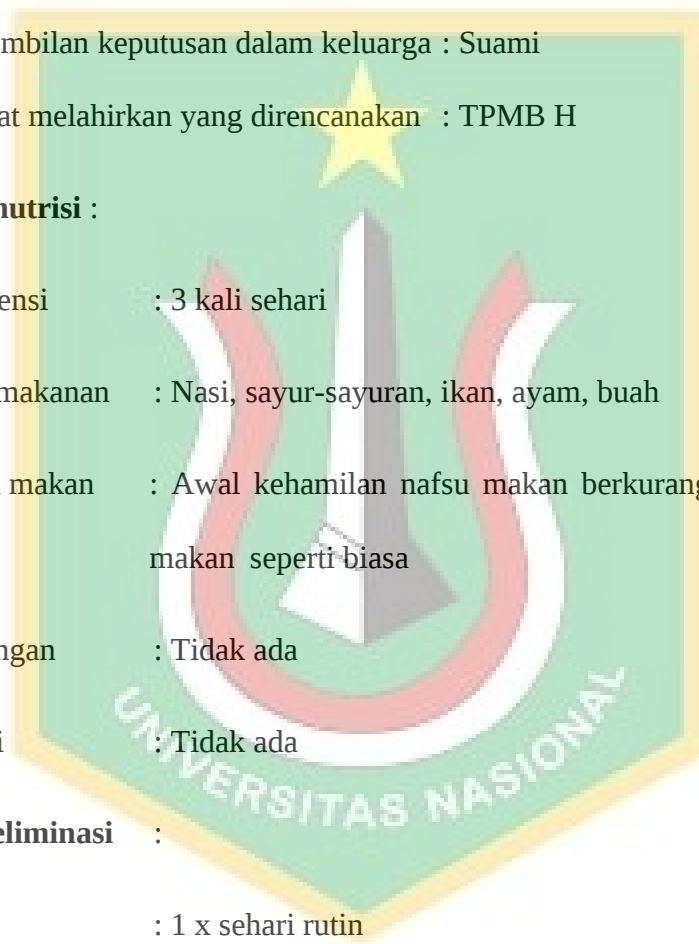 mbilan keputusan dalam keluarga : Suami
at melahirkan yang direncanakan : TPMB H
nutrisi :
ensi : 3 kali sehari
makanan : Nasi, sayur-sayuran, ikan, ayam, buah
makan : Awal kehamilan nafsu makan berkurang
makan seperti biasa
ngan : Tidak ada
i : Tidak ada
eliminasi :
: 1 x sehari rutin
UNIVERSITAS NASIONAL